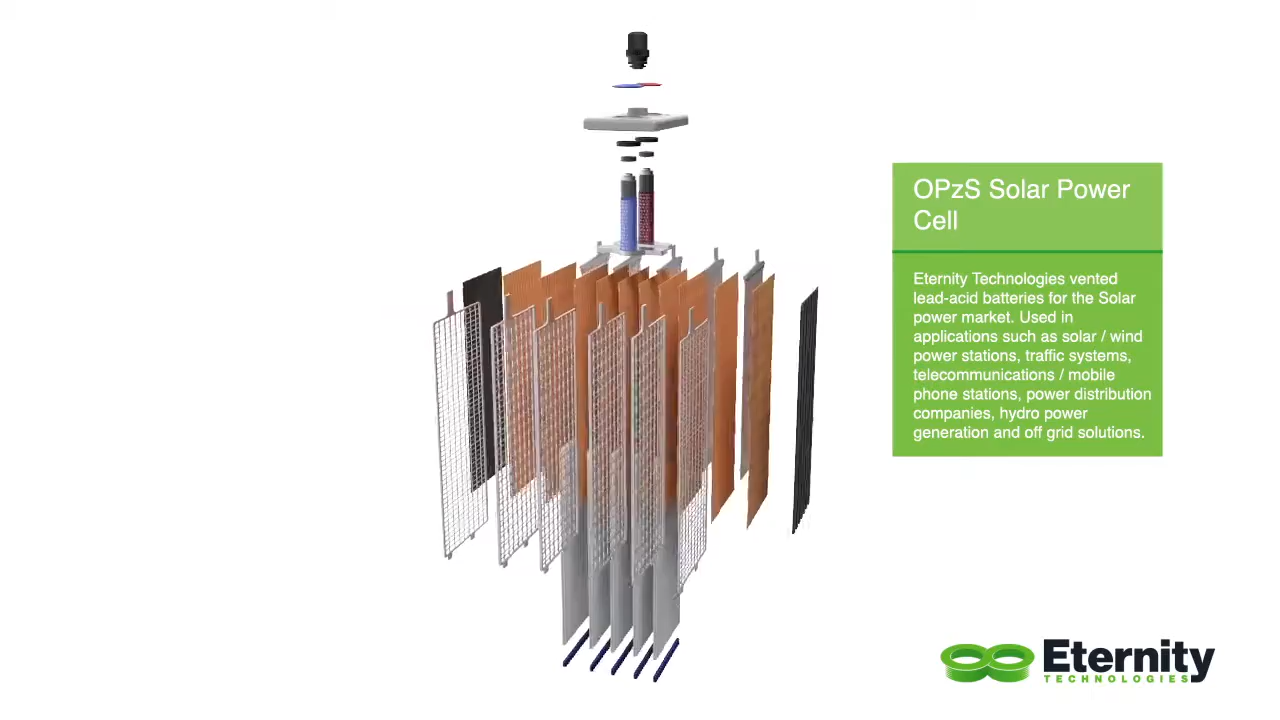 OPzS Solar Power
Cell
Eternity Technologies vented
lead-acid batteries for the Solar
power market. Used in
applications such as solar / wind
power stations, traffic systems,
telecommunications / mobile
phone stations, power distribution
companies, hydro power
generation and off grid solutions.
Eternity
TECHNOLOGIES